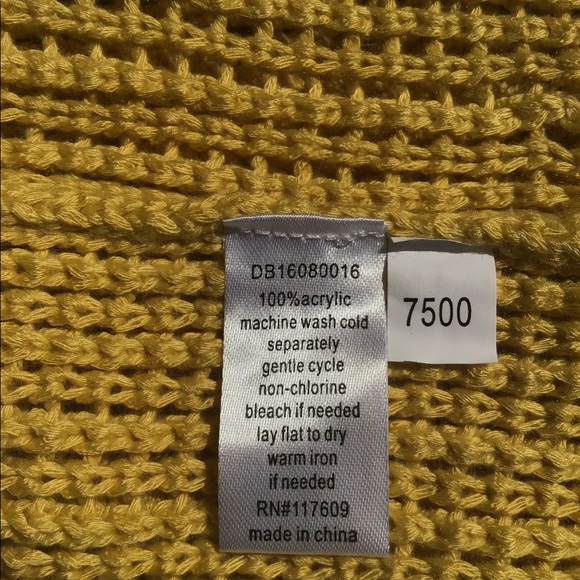 DB16080016
100%acrylic
machine wash cold
separately
gentle cycle
non-chlorine
bleach if needed
lay flat to dry
warm iron
if needed
RN#117609
made in china
7500